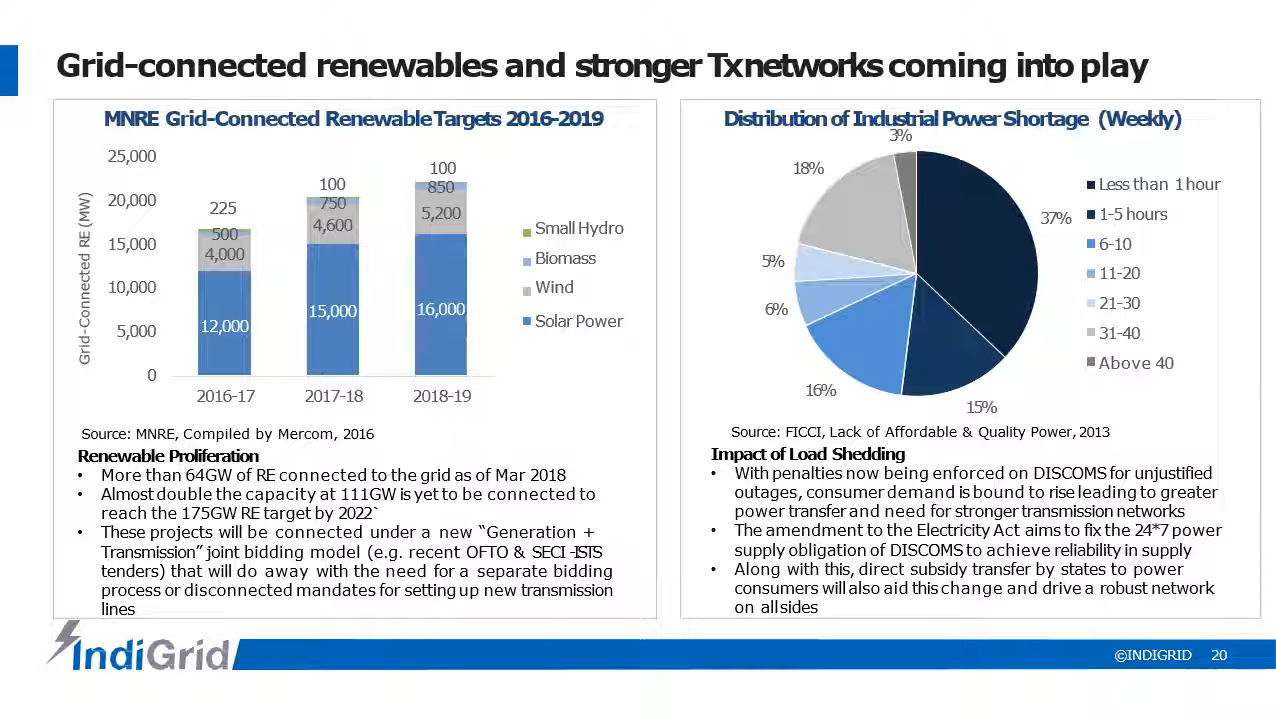 Grid-connected renewables and stronger Tx networks coming into play
MNRE Grid-Connected Renewable Targets 2016-2019
Grid-Connected RE (MW)
25,000
20,000
15,000
10,000
5,000
0
225
500
4,000
12,000
100
750
4,600
15,000
100
850
5,200
16,000
2016-17
2017-18
2018-19
Small Hydro
Biomass
Wind
Solar Power
Source: MNRE, Compiled by Mercom, 2016
Renewable Proliferation
• More than 64GW of RE connected to the grid as of Mar 2018
• Almost double the capacity at 111GW is yet to be connected to
reach the 175GW RE target by 2022`
• These projects will be connected under a new “Generation +
Transmission” joint bidding model (e.g. recent OFTO & SECI -ISTS
tenders) that will do away with the need for a separate bidding
process or disconnected mandates for setting up new transmission
lines
Distribution of Industrial Power Shortage (Weekly)
3%
18%
37%
5%
6%
16%
15%
Less than 1 hour
1-5 hours
6-10
11-20
21-30
31-40
Above 40
Source: FICCI, Lack of Affordable & Quality Power, 2013
Impact of Load Shedding
• With penalties now being enforced on DISCOMS for unjustified
outages, consumer demand is bound to rise leading to greater
power transfer and need for stronger transmission networks
• The amendment to the Electricity Act aims to fix the 24*7 power
supply obligation of DISCOMS to achieve reliability in supply
• Along with this, direct subsidy transfer by states to power
consumers will also aid this change and drive a robust network
on all sides
IndiGrid
©INDIGRID 20